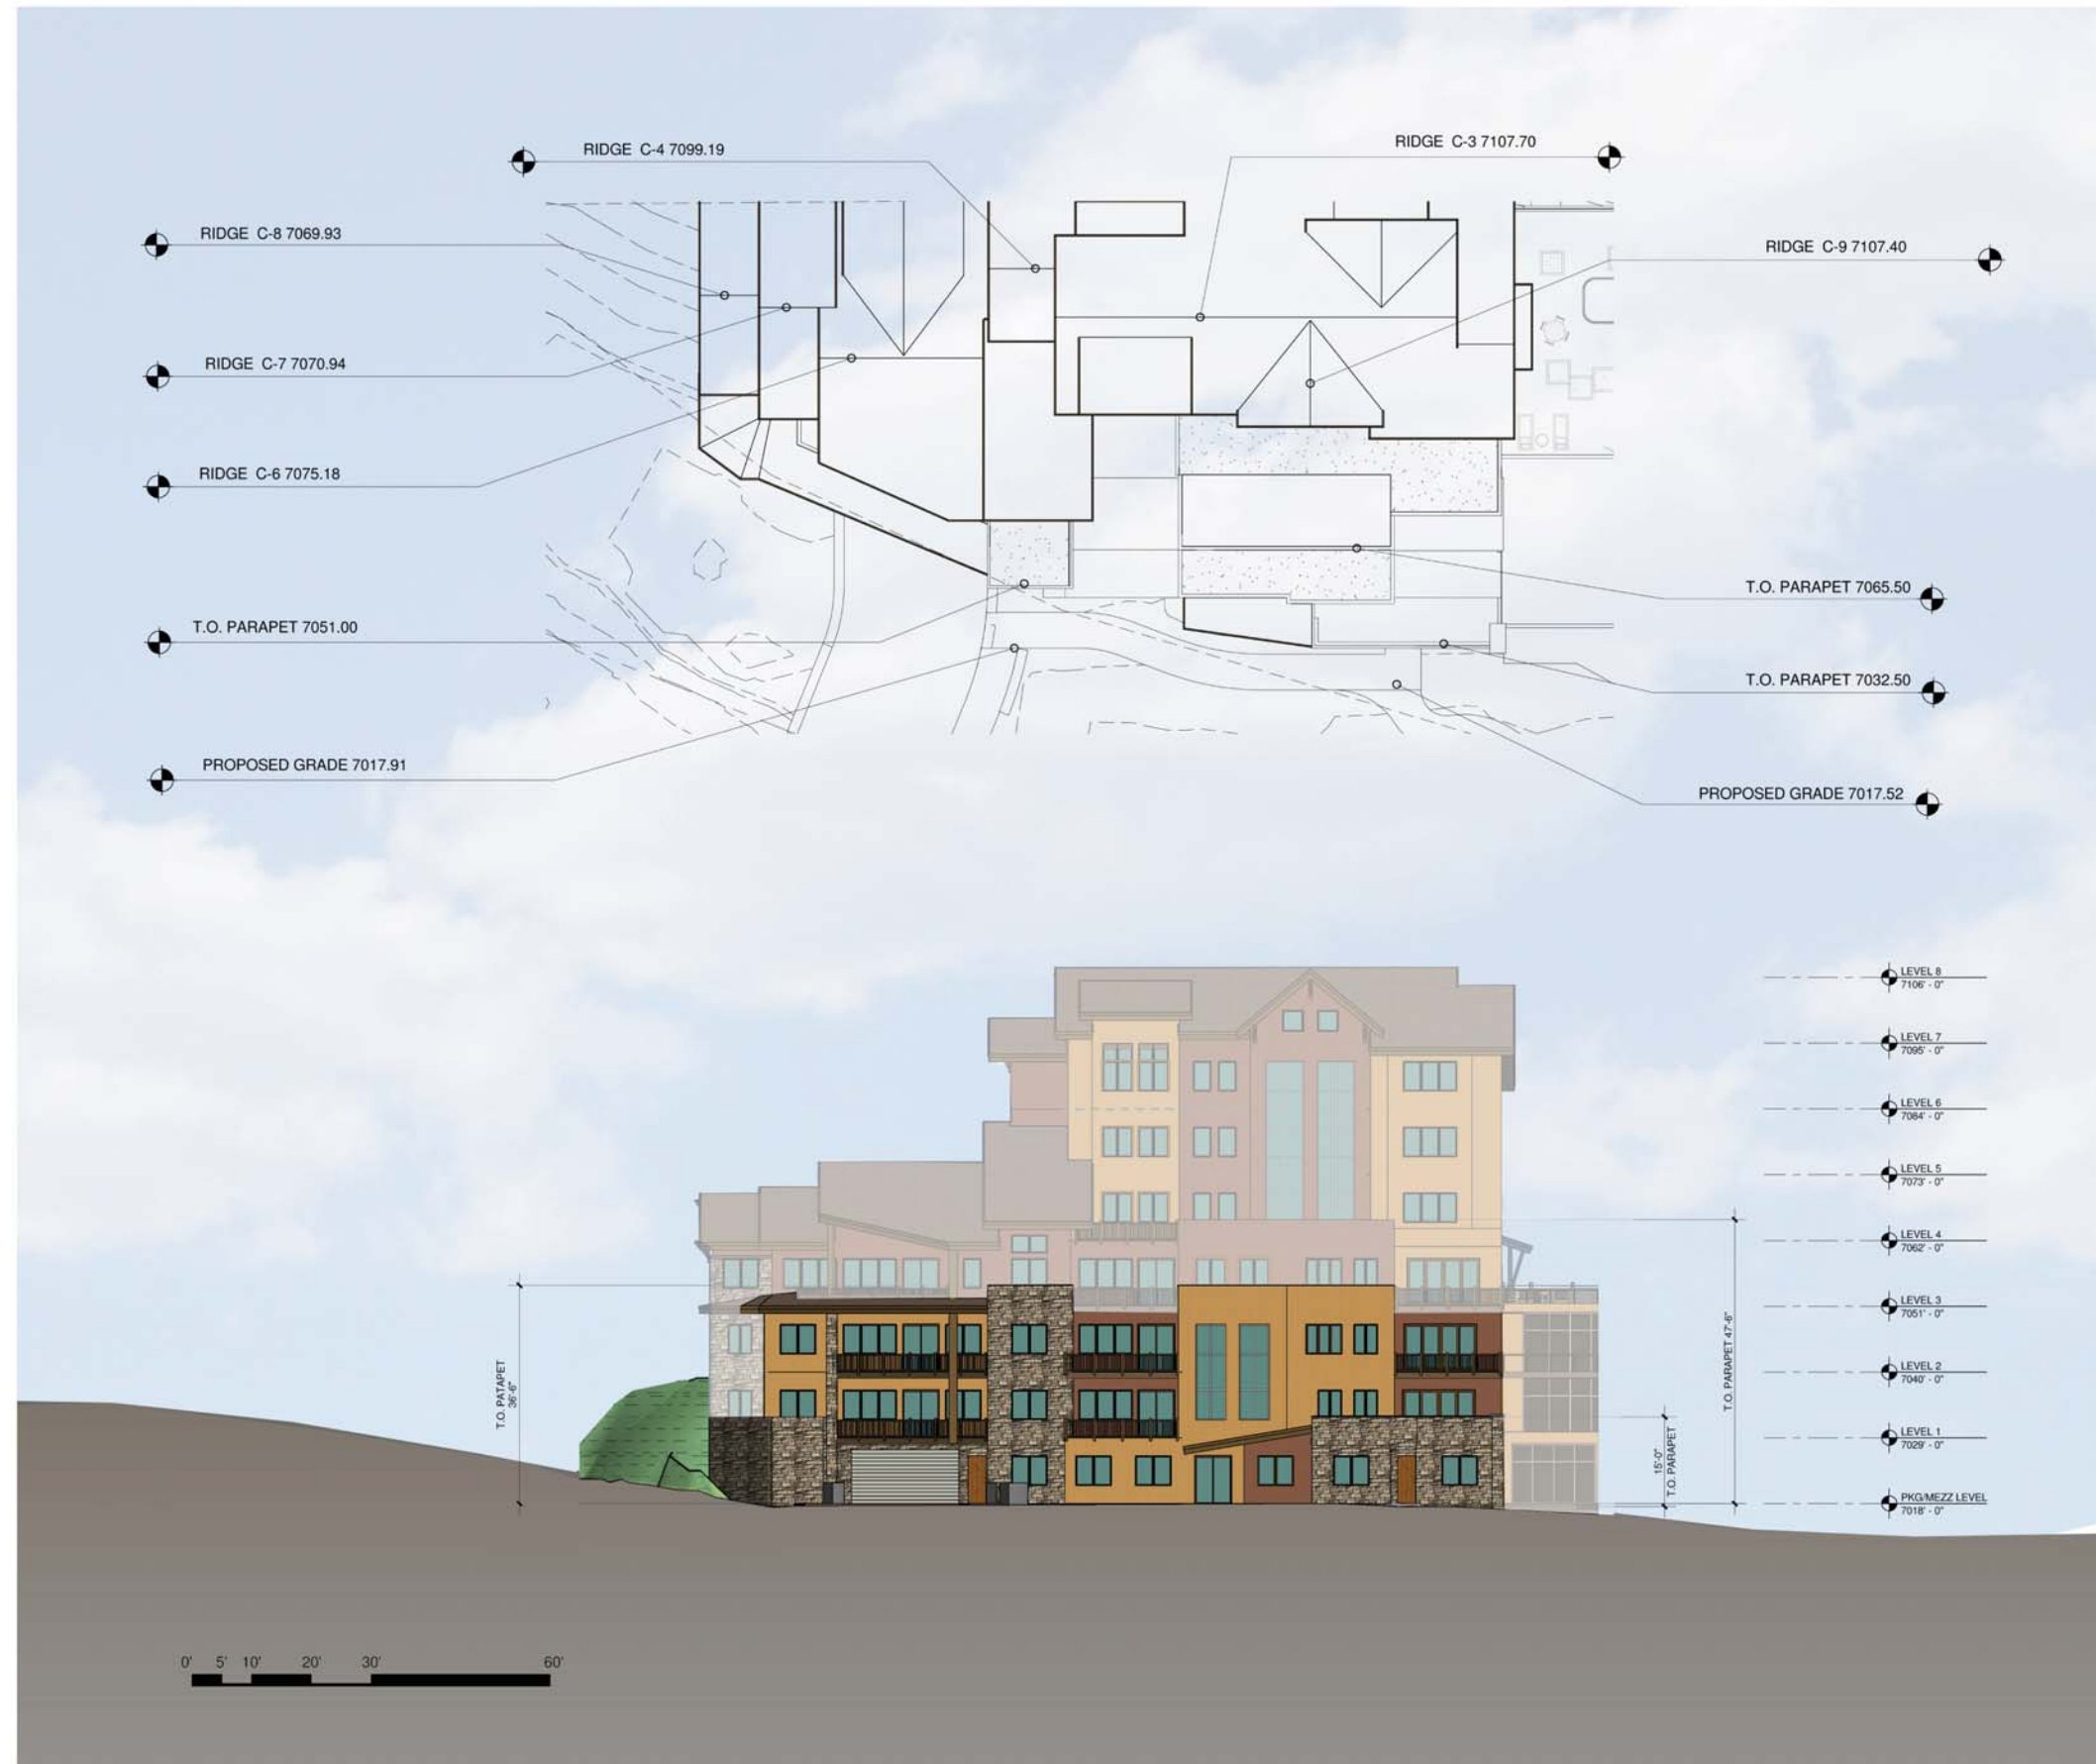 RIDGE C-4 7099.19
RIDGE C-3 7107.70
RIDGE C-8 7069.93
RIDGE C-9 7107.40
RIDGE C-7 7070.94
RIDGE C-6 7075.18
T.O. PARAPET 7065.50
T.O. PARAPET 7051.00
T.O. PARAPET 7032.50
PROPOSED GRADE 7017.91
PROPOSED GRADE 7017.52
LEVEL 8
7106' - 0"
LEVEL 7
7095' - 0"
LEVEL 6
7084' - 0"
LEVEL 5
7073' - 0"
LEVEL 4
7062' - 0"
LEVEL 3
7051' - 0"
LEVEL 2
7040' - 0"
LEVEL 1
7029' - 0"
PKG/MEZZ LEVEL
7018' - 0"
T.O. PATAPET
36'-6"
T.O. PARAPET 47'-6"
15'-0"
T.O. PARAPET
0' 5' 10' 20' 30' 60'